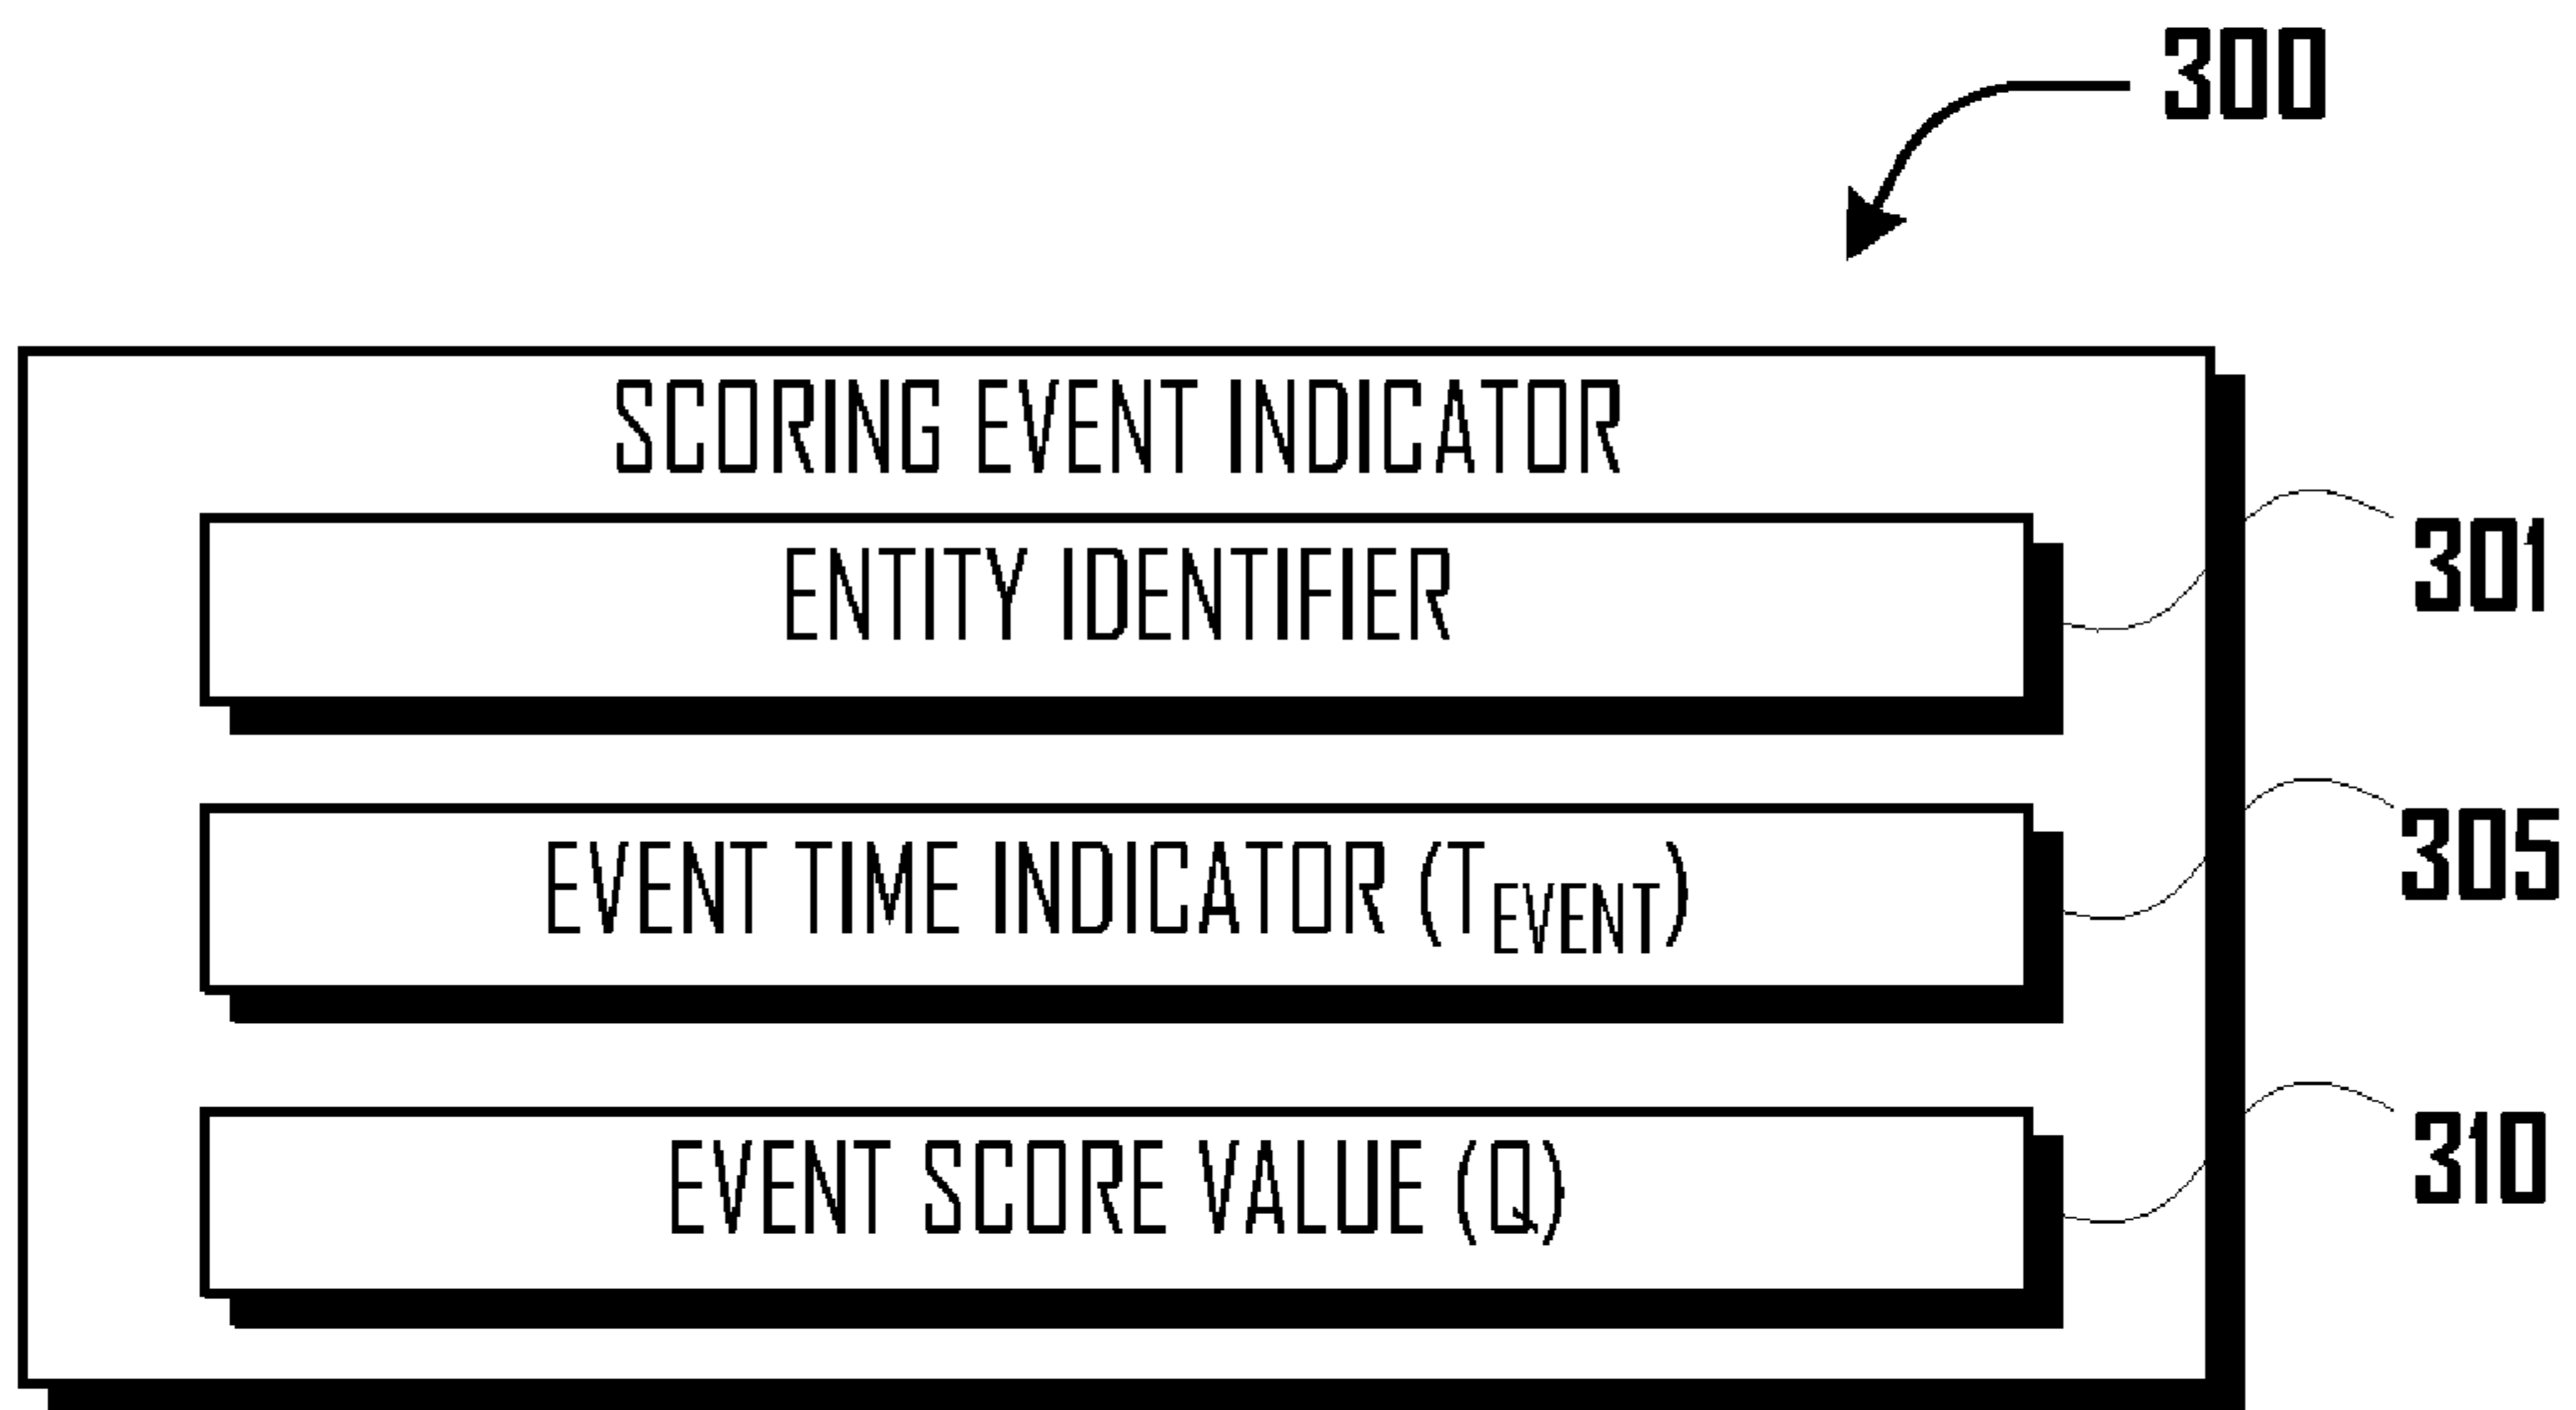 300
SCORING EVENT INDICATOR
ENTITY IDENTIFIER
301
EVENT TIME INDICATOR (TEVENT)
305
EVENT SCORE VALUE (Q)
310